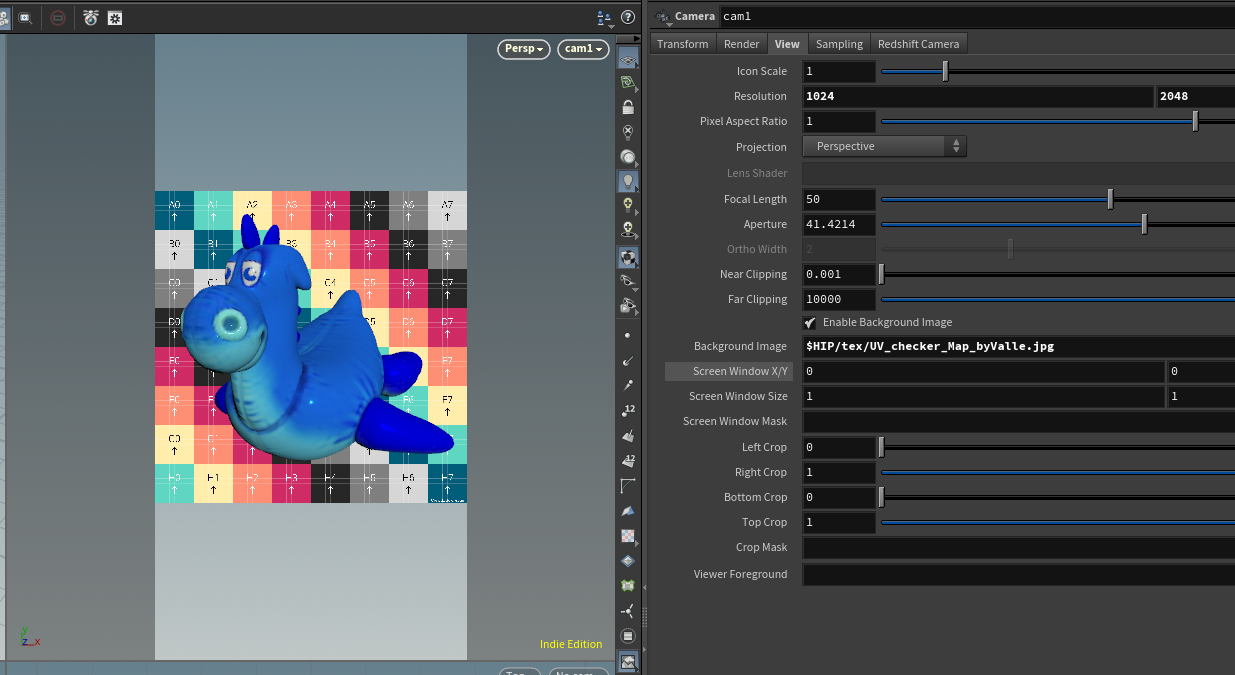 Camera cam1
Persp cam1
Transform Render View Sampling Redshift Camera
Icon Scale 1
Resolution 1024 2048
Pixel Aspect Ratio 1
Projection Perspective
Lens Shader
Focal Length 50
Aperture 41.4214
Ortho Width 2
Near Clipping 0.001
Far Clipping 10000
Enable Background Image
Background Image $HIP/tex/UV_checker_Map_byValle.jpg
Screen Window X/Y 0 0
Screen Window Size 1 1
Screen Window Mask
Left Crop 0
Right Crop 1
Bottom Crop 0
Top Crop 1
Crop Mask
Viewer Foreground
A0 A1 A2 A3 A4 A5 A6 A7
B0 B1 B3 B4 B5 B6 B7
C0 C4 C5 C6 C7
D0 D6 D7
E0 E7
F0 F6 F7
G0
H0 H1 H2 H3 H4 H5 H6 H7
12
12
y
z x
Indie Edition